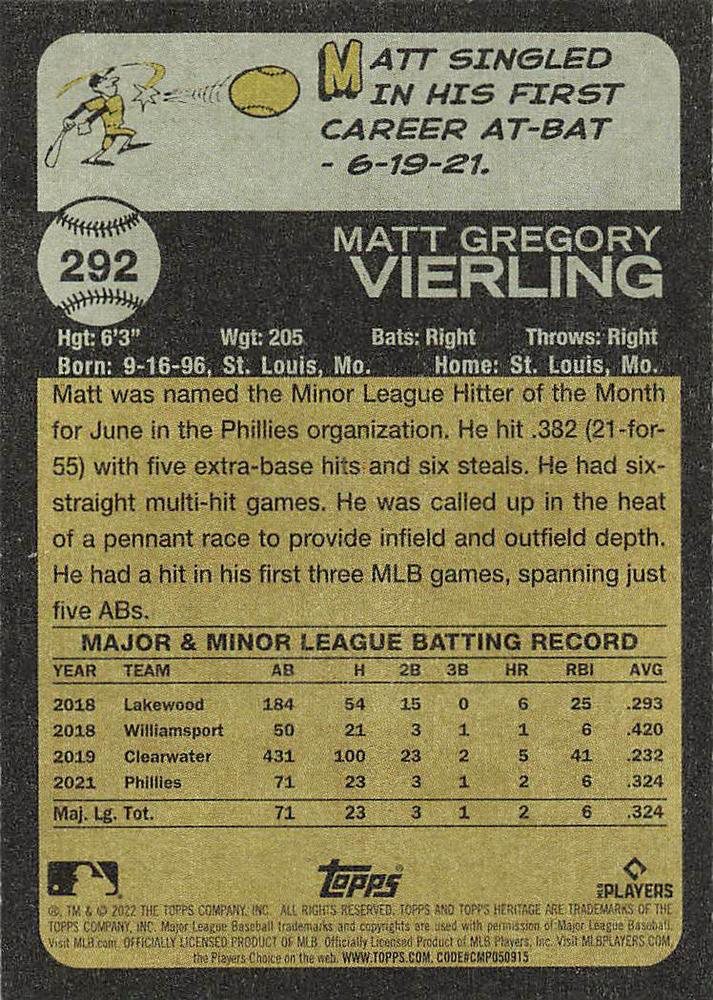 MATT SINGLED
IN HIS FIRST
CAREER AT-BAT
- 6-19-21.
292
MATT GREGORY
VIERLING
Hgt: 6'3" Wgt: 205 Bats: Right Throws: Right
Born: 9-16-96, St. Louis, Mo. Home: St. Louis, Mo.
Matt was named the Minor League Hitter of the Month
for June in the Phillies organization. He hit .382 (21-for-
55) with five extra-base hits and six steals. He had six-
straight multi-hit games. He was called up in the heat
of a pennant race to provide infield and outfield depth.
He had a hit in his first three MLB games, spanning just
five ABs.
MAJOR & MINOR LEAGUE BATTING RECORD
YEAR TEAM AB H 2B 3B HR RBI AVG
2018 Lakewood 184 54 15 0 6 25 .293
2018 Williamsport 50 21 3 1 1 6 .420
2019 Clearwater 431 100 23 2 5 41 .232
2021 Phillies 71 23 3 1 2 6 .324
Maj. Lg. Tot. 71 23 3 1 2 6 .324
Topps®
MLB PLAYERS
®, TM & © 2022 THE TOPPS COMPANY, INC. ALL RIGHTS RESERVED. TOPPS AND TOPPS HERITAGE ARE TRADEMARKS OF THE
TOPPS COMPANY, INC. Major League Baseball trademarks and copyrights are used with permission of Major League Baseball.
Visit MLB.com. OFFICIALLY LICENSED PRODUCT OF MLB. Officially Licensed Product of MLB Players, Inc. Visit MLBPLAYERS.COM,
the Players Choice on the web. WWW.TOPPS.COM. CODE#CMP050915